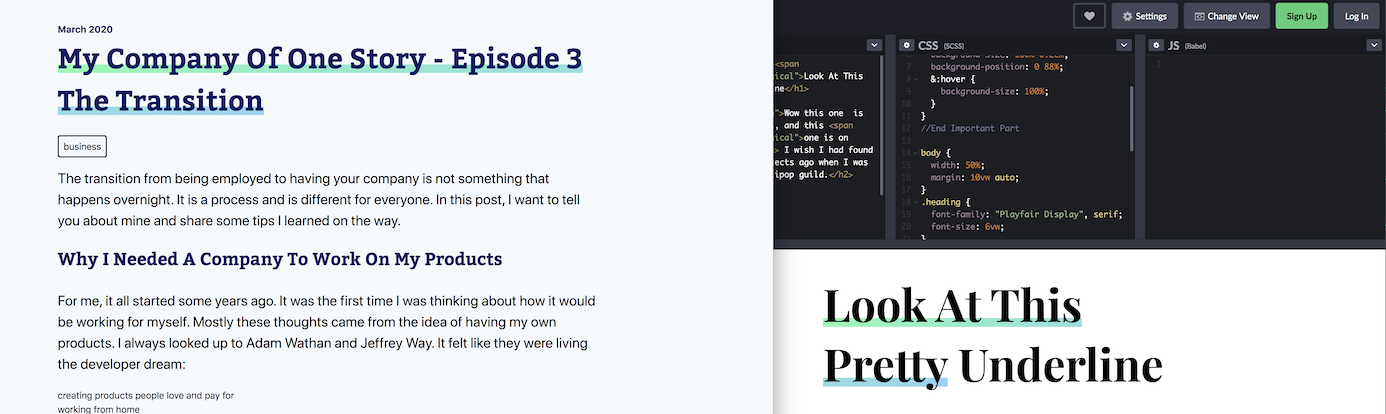 March 2020
My Company Of One Story - Episode 3
The Transition
business
The transition from being employed to having your company is not something that
happens overnight. It is a process and is different for everyone. In this post, I want to tell
you about mine and share some tips I learned on the way.
Why I Needed A Company To Work On My Products
For me, it all started some years ago. It was the first time I was thinking about how it would
be working for myself. Mostly these thoughts came from the idea of having my own
products. I always looked up to Adam Wathan and Jeffrey Way. It felt like they were living
the developer dream:
creating products people love and pay for
working from home
Settings
Change View
Sign Up
Log In
<span
ical">Look At This
ne</h1>
">Wow this one  is
, and this <span
ical">one is on
> I wish I had found
ects ago when I was
ipop guild.</h2>
CSS (SCSS)
7 background-position: 0 88%;
8 &:hover {
9 background-size: 100%;
10 }
11 }
12 //End Important Part
13
14 body {
15 width: 50%;
16 margin: 10vw auto;
17 }
18 .heading {
19 font-family: "Playfair Display", serif;
20 font-size: 6vw;
}
JS (Babel)
1
Look At This
Pretty Underline